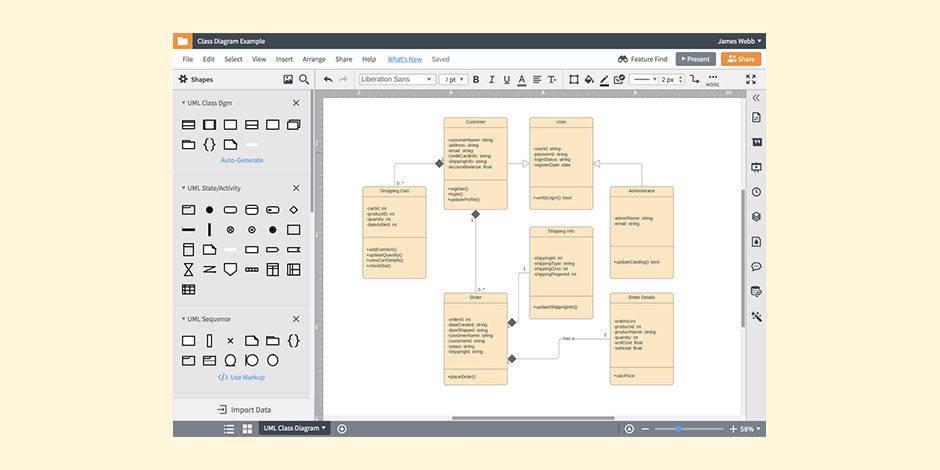 Class Diagram Example
James Webb
File Edit Select View Insert Arrange Share Help What's New Saved
Feature Find
Present
Share
Shapes
Liberation Sans
? pt
B I U A T
2 px
MORE
UML Class Dgm
Auto-Generate
UML State/Activity
UML Sequence
Use Markup
Import Data
Customer
-customerName: string
-address: string
-email: string
-creditCardInfo: string
-shippingInfo: string
-accountBalance: float
+register()
+login()
+updateProfile()
User
-userId: string
-password: string
-loginStatus: string
-registerDate: date
+verifyLogin(): bool
0..*
1
Shopping Cart
-cartId: int
-productID: int
-quantity: int
-dateAdded: int
+addCartItem()
+updateQuantity()
+viewCartDetails()
+checkOut()
Administrator
-adminName: string
-email: string
+updateCatalog(): bool
Shipping Info
-shippingId: int
-shippingType: string
-shippingCost: int
-shippingRegionId: int
+updateShippingInfo()
1
0..*
Order
-orderId: int
-dateCreated: string
-dateShipped: string
-customerName: string
-customerId: string
-status: string
-shippingId: string
+placeOrder()
has a
1
Order Details
-orderId:int
-productId: int
-productName: string
-quantity: int
-unitCost: float
-subtotal: float
+calcPrice
UML Class Diagram
58%